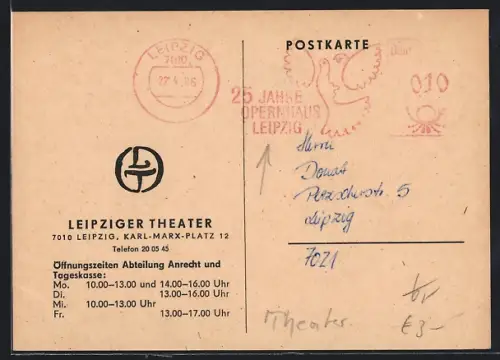 POSTKARTE
LEIPZIG
7010
25 JAHRE
OPERNHAUS
LEIPZIG
010
Herrn
Donat
5
Leipzig
7021
LT
LEIPZIGER THEATER
7010 LEIPZIG, KARL-MARX-PLATZ 12
Telefon 20 05 45
Öffnungszeiten Abteilung Anrecht und
Tageskasse:
Mo. 10.00–13.00 und 14.00–16.00 Uhr
Di. 13.00–16.00 Uhr
Mi. 10.00–13.00 Uhr
Fr. 13.00–17.00 Uhr
Theater.
€3-